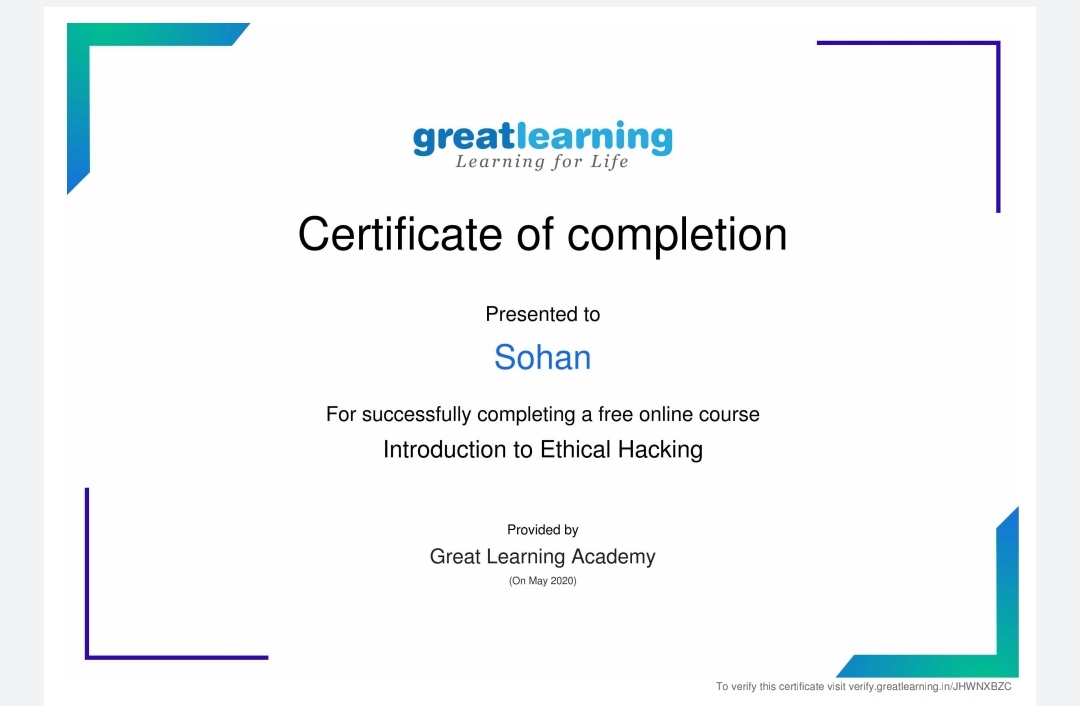 greatlearning
Learning for Life
Certificate of completion
Presented to
Sohan
For successfully completing a free online course
Introduction to Ethical Hacking
Provided by
Great Learning Academy
(On May 2020)
To verify this certificate visit verify.greatlearning.in/JHWNXBZC